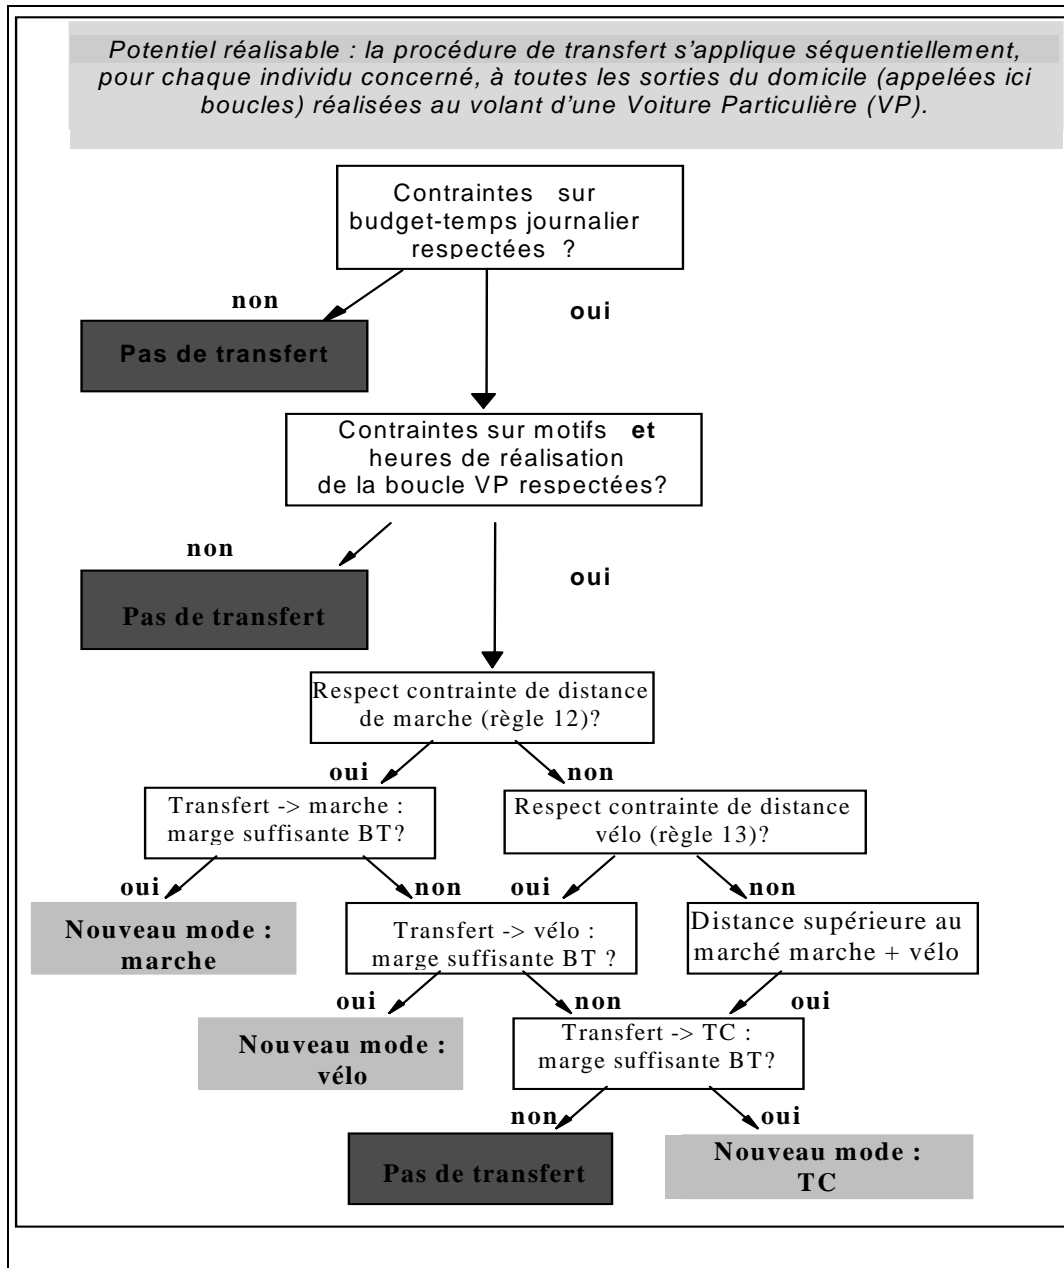 Potentiel réalisable : la procédure de transfert s'applique séquentiellement,
pour chaque individu concerné, à toutes les sorties du domicile (appelées ici
boucles) réalisées au volant d'une Voiture Particulière (VP).
Contraintes sur
budget-temps journalier
respectées ?
non
oui
Pas de transfert
Contraintes sur motifs et
heures de réalisation
de la boucle VP respectées?
non
oui
Pas de transfert
Respect contrainte de distance
de marche (règle 12)?
oui
non
Transfert -> marche :
marge suffisante BT?
Respect contrainte de distance
vélo (règle 13)?
oui
non
oui
non
Nouveau mode :
marche
Transfert -> vélo :
marge suffisante BT ?
Distance supérieure au
marché marche + vélo
oui
non
oui
Nouveau mode :
vélo
Transfert -> TC :
marge suffisante BT?
non
oui
Pas de transfert
Nouveau mode :
TC